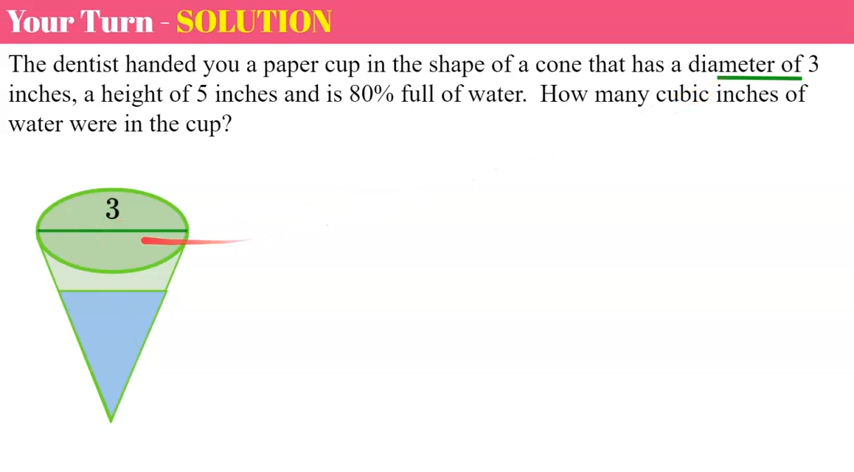 Your Turn - SOLUTION
The dentist handed you a paper cup in the shape of a cone that has a diameter of 3
inches, a height of 5 inches and is 80% full of water. How many cubic inches of
water were in the cup?
3